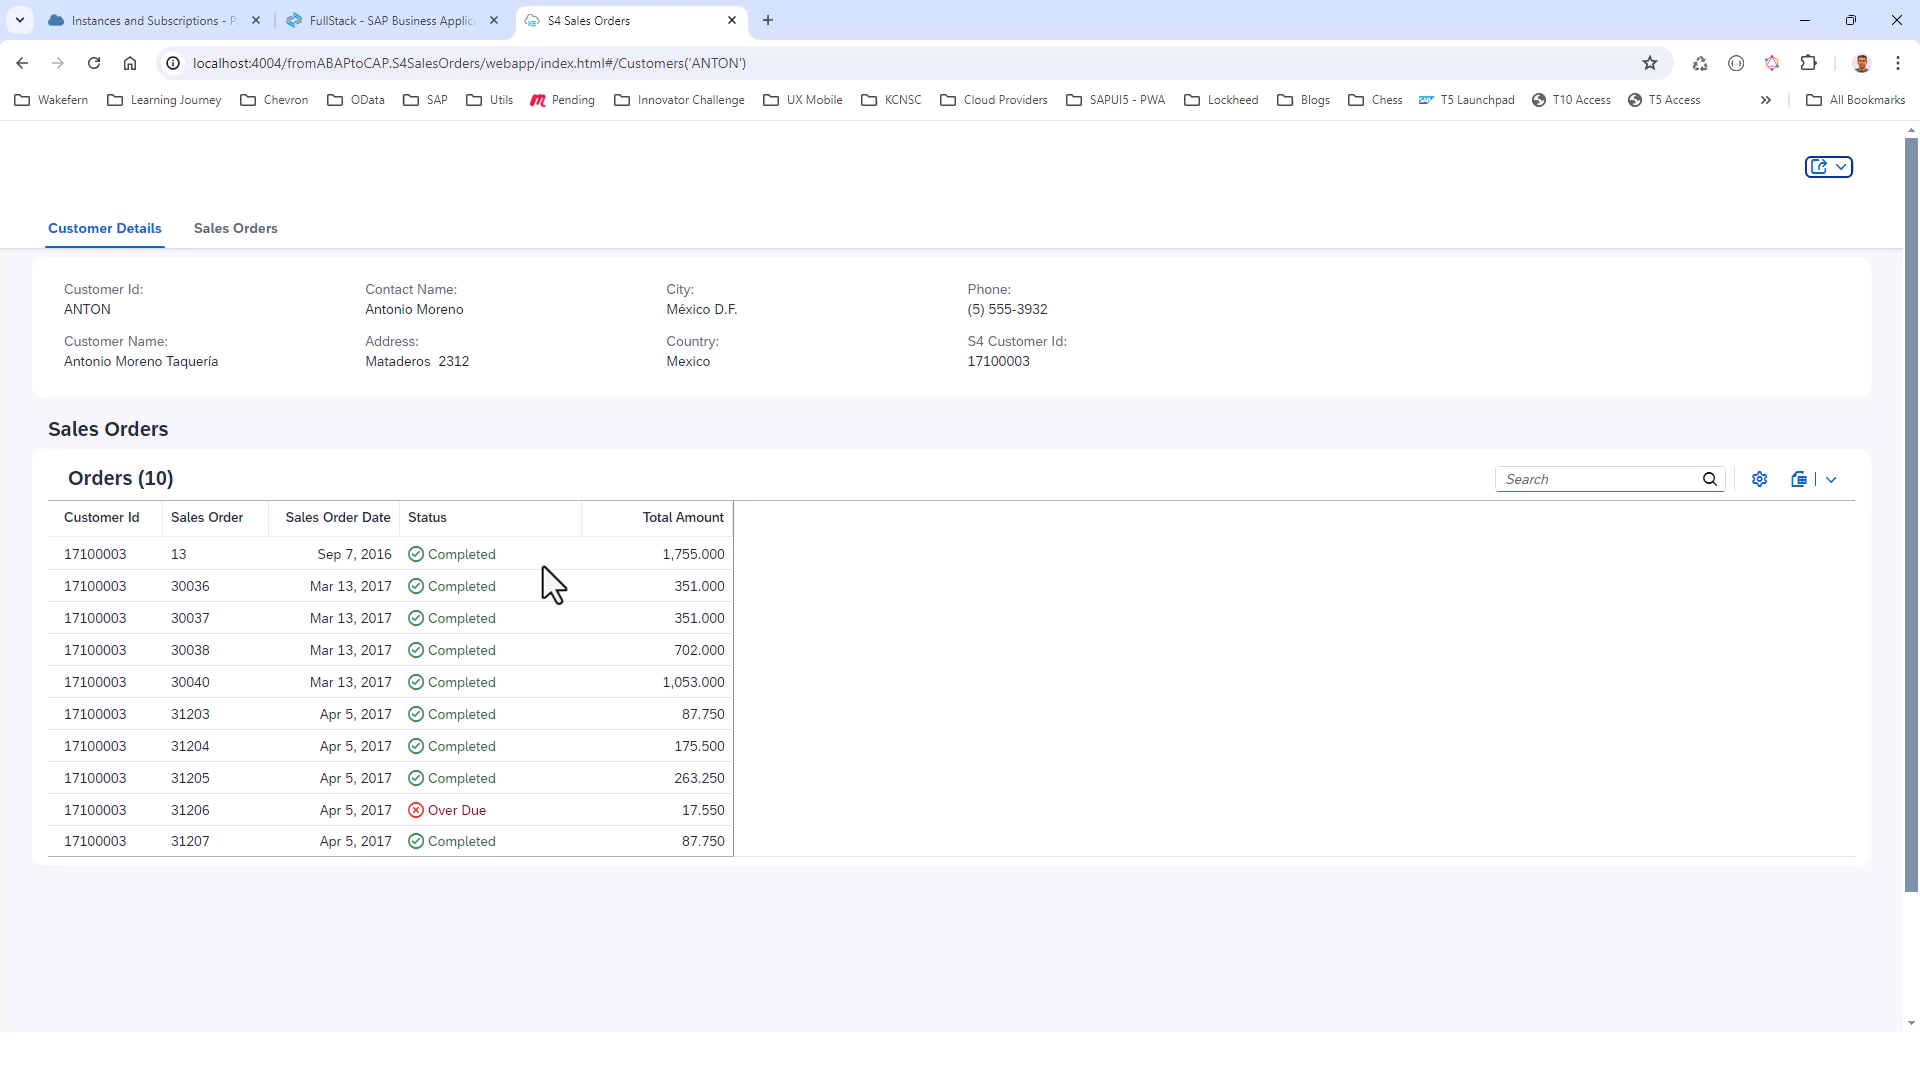 Instances and Subscriptions - P
FullStack - SAP Business Applic
S4 Sales Orders
localhost:4004/fromABAPtoCAP.S4SalesOrders/webapp/index.html#/Customers('ANTON')
Wakefern Learning Journey Chevron OData SAP Utils Pending Innovator Challenge UX Mobile KCNSC Cloud Providers SAPUI5 - PWA Lockheed Blogs Chess T5 Launchpad T10 Access T5 Access » All Bookmarks
Customer Details Sales Orders
Customer Id: Contact Name: City: Phone:
ANTON Antonio Moreno México D.F. (5) 555-3932
Customer Name: Address: Country: S4 Customer Id:
Antonio Moreno Taquería Mataderos 2312 Mexico 17100003
Sales Orders
Orders (10) Search
Customer Id Sales Order Sales Order Date Status Total Amount
17100003 13 Sep 7, 2016 Completed 1,755.000
17100003 30036 Mar 13, 2017 Completed 351.000
17100003 30037 Mar 13, 2017 Completed 351.000
17100003 30038 Mar 13, 2017 Completed 702.000
17100003 30040 Mar 13, 2017 Completed 1,053.000
17100003 31203 Apr 5, 2017 Completed 87.750
17100003 31204 Apr 5, 2017 Completed 175.500
17100003 31205 Apr 5, 2017 Completed 263.250
17100003 31206 Apr 5, 2017 Over Due 17.550
17100003 31207 Apr 5, 2017 Completed 87.750